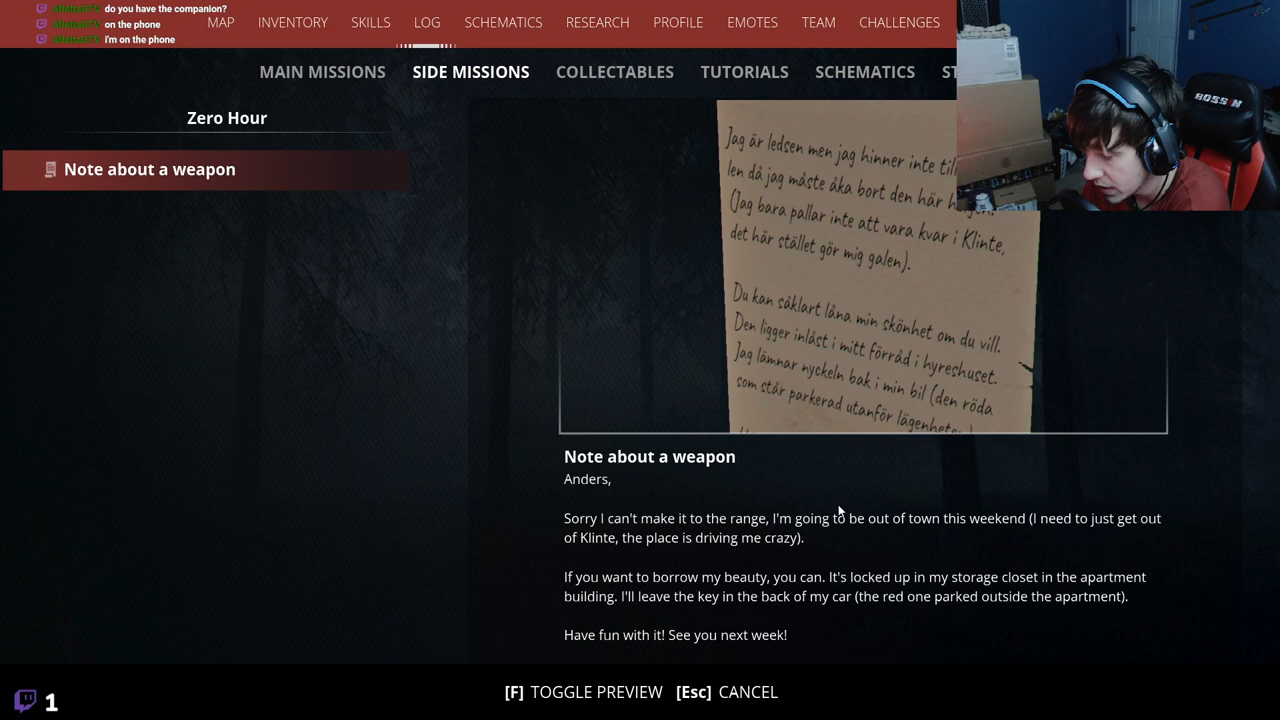 do you have the companion?
on the phone
i'm on the phone
MAP INVENTORY SKILLS LOG SCHEMATICS RESEARCH PROFILE EMOTES TEAM CHALLENGES
MAIN MISSIONS SIDE MISSIONS COLLECTABLES TUTORIALS SCHEMATICS ST
Zero Hour
Note about a weapon
Jag är ledsen men jag hinner inte till
len då jag måste åka bort den här
(Jag bara pallar inte att vara kvar i Klinte,
det här stället gör mig galen).
Du kan såklart låna min skönhet om du vill.
Den ligger inlåst i mitt förråd i hyreshuset.
Jag lämnar nyckeln bak i min bil (den röda
som står parkerad utanför lägenheten)
Note about a weapon
Anders,
Sorry I can't make it to the range, I'm going to be out of town this weekend (I need to just get out
of Klinte, the place is driving me crazy).
If you want to borrow my beauty, you can. It's locked up in my storage closet in the apartment
building. I'll leave the key in the back of my car (the red one parked outside the apartment).
Have fun with it! See you next week!
[F] TOGGLE PREVIEW [Esc] CANCEL
1
BOSSIN